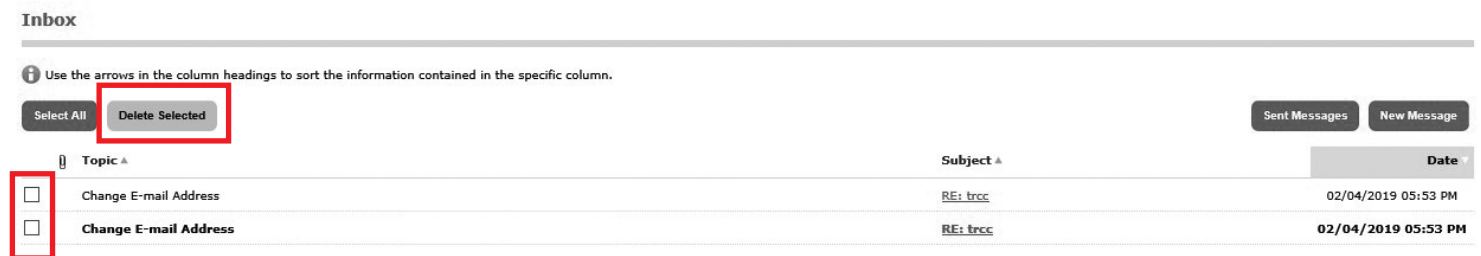 Inbox
Use the arrows in the column headings to sort the information contained in the specific column.
Select All Delete Selected Sent Messages New Message
Topic Subject Date
Change E-mail Address RE: trcc 02/04/2019 05:53 PM
Change E-mail Address RE: trcc 02/04/2019 05:53 PM